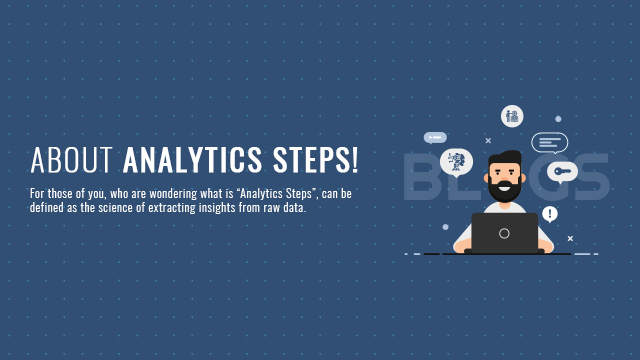 ABOUT ANALYTICS STEPS!
For those of you, who are wondering what is “Analytics Steps”, can be
defined as the science of extracting insights from raw data.
BLOGS